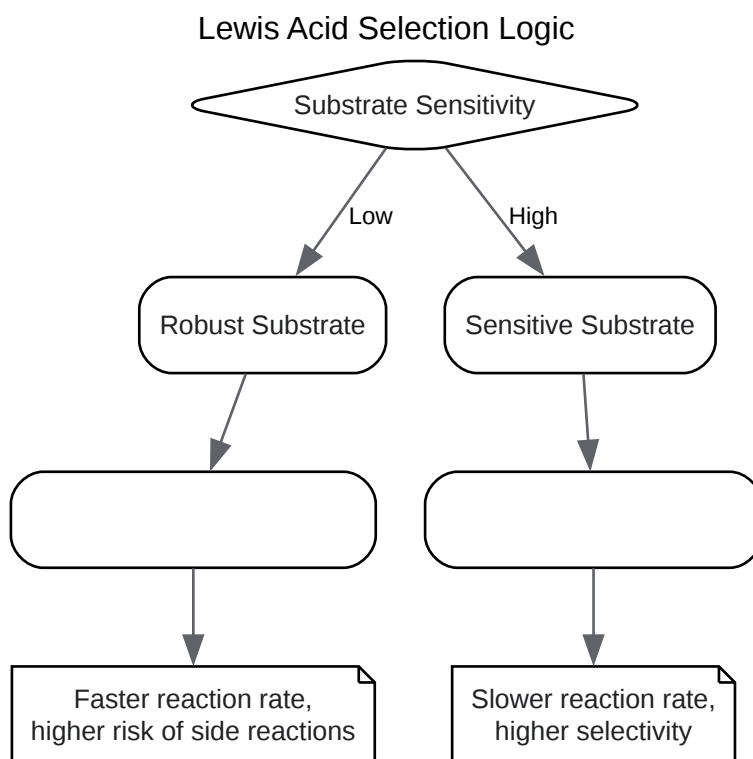 Lewis Acid Selection Logic
Substrate Sensitivity
Low
High
Robust Substrate
Sensitive Substrate
Faster reaction rate,
higher risk of side reactions
Slower reaction rate,
higher selectivity